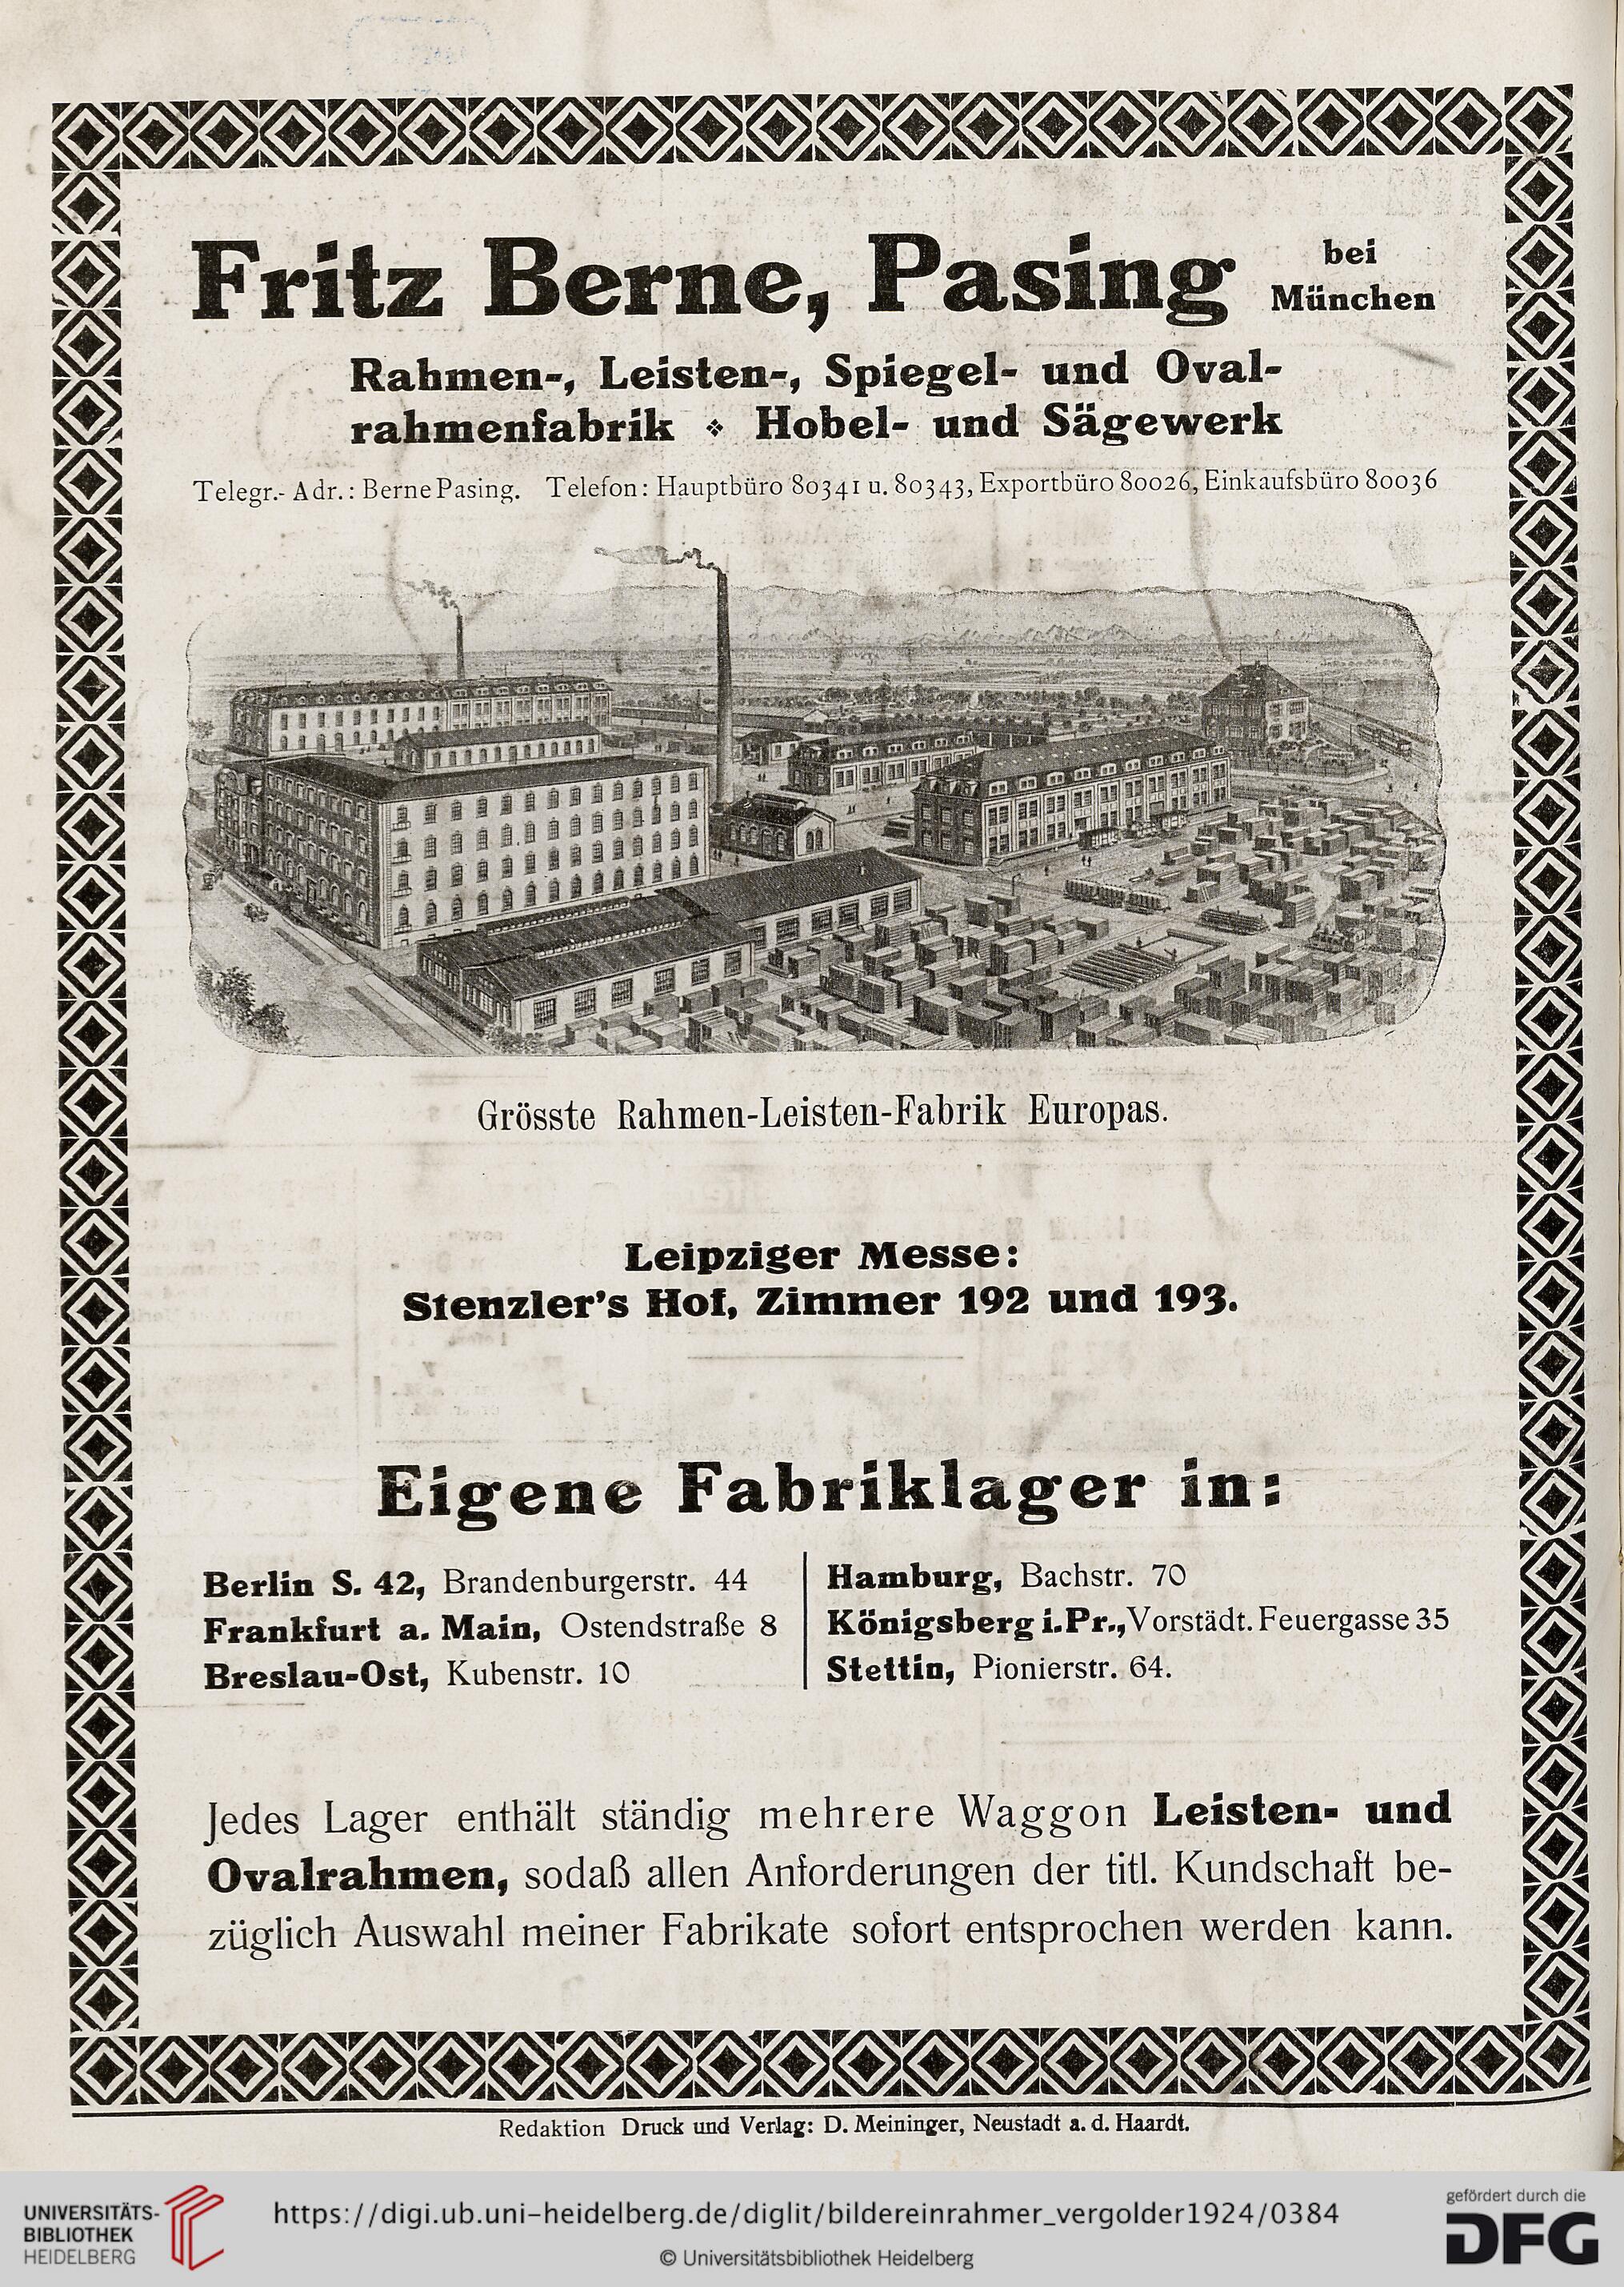 Fritz Berne, Pasing bei München
Rahmen-, Leisten-, Spiegel- und Oval-
rahmenfabrik ❖ Hobel- und Sägewerk
Telegr.-Adr.: Berne Pasing. Telefon: Hauptbüro 80341 u. 80343, Exportbüro 80026, Einkaufsbüro 80036
Grösste Rahmen-Leisten-Fabrik Europas.
Leipziger Messe:
Stenzler's Hof, Zimmer 192 und 193.
Eigene Fabriklager in:
Berlin S. 42, Brandenburgerstr. 44
Frankfurt a. Main, Ostendstraße 8
Breslau-Ost, Kubenstr. 10
Hamburg, Bachstr. 70
Königsberg i.Pr., Vorstädt. Feuergasse 35
Stettin, Pionierstr. 64.
Jedes Lager enthält ständig mehrere Waggon Leisten- und
Ovalrahmen, sodaß allen Anforderungen der titl. Kundschaft be-
züglich Auswahl meiner Fabrikate sofort entsprochen werden kann.
Redaktion Druck und Verlag: D. Meininger, Neustadt a. d. Haardt.
UNIVERSITÄTS-
BIBLIOTHEK
HEIDELBERG
https://digi.ub.uni-heidelberg.de/diglit/bildereinrahmer_vergolder1924/0384
© Universitätsbibliothek Heidelberg
gefördert durch die
DFG